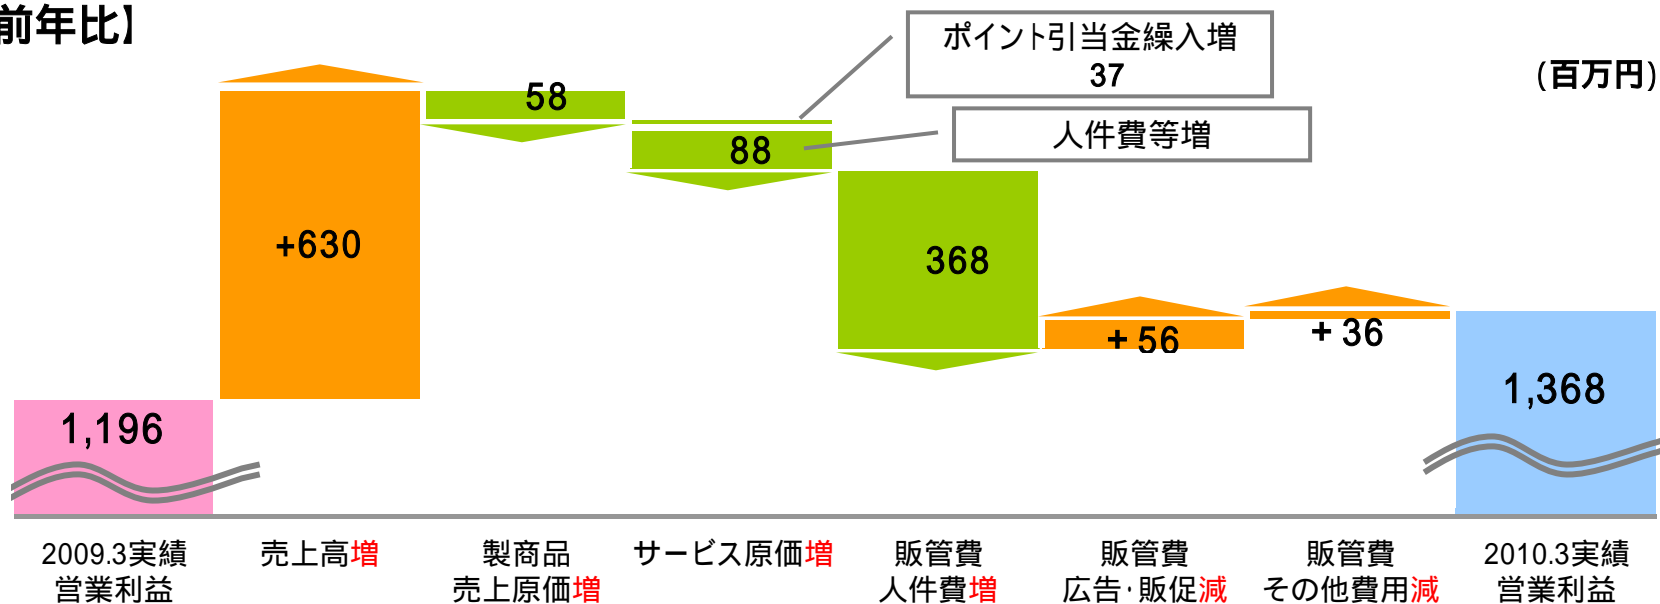 前年比】
(百万円)
ポイント引当金繰入増
37
人件費等増
58
88
+630
368
+ 56
+ 36
1,196
1,368
2009.3実績
営業利益
売上高増
製商品
売上原価増
サービス原価増
販管費
人件費増
販管費
広告・販促減
販管費
その他費用減
2010.3実績
営業利益